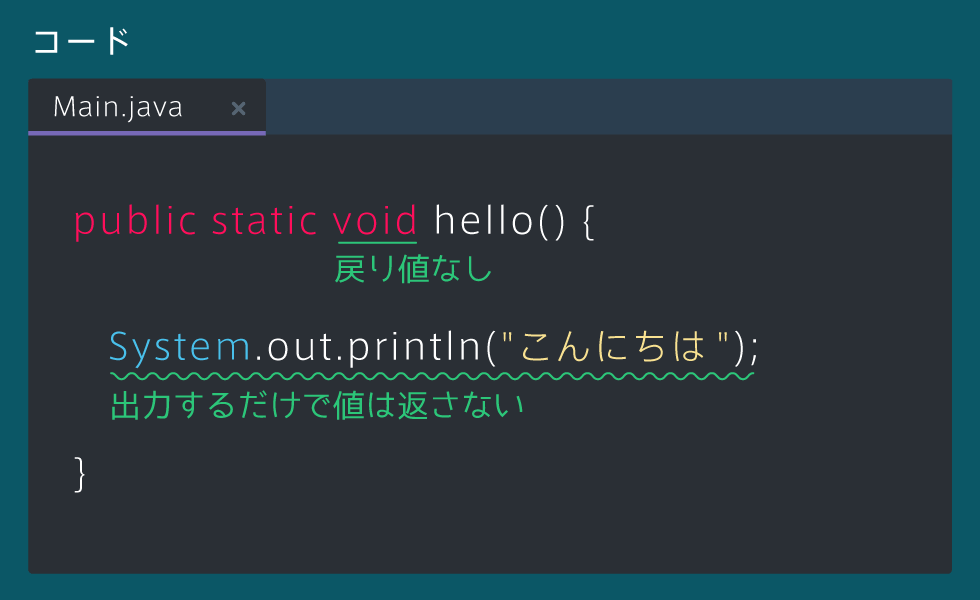 コード
Main.java ×
public static void hello() {
戻り値なし
System.out.println("こんにちは ");
出力するだけで値は返さない
}